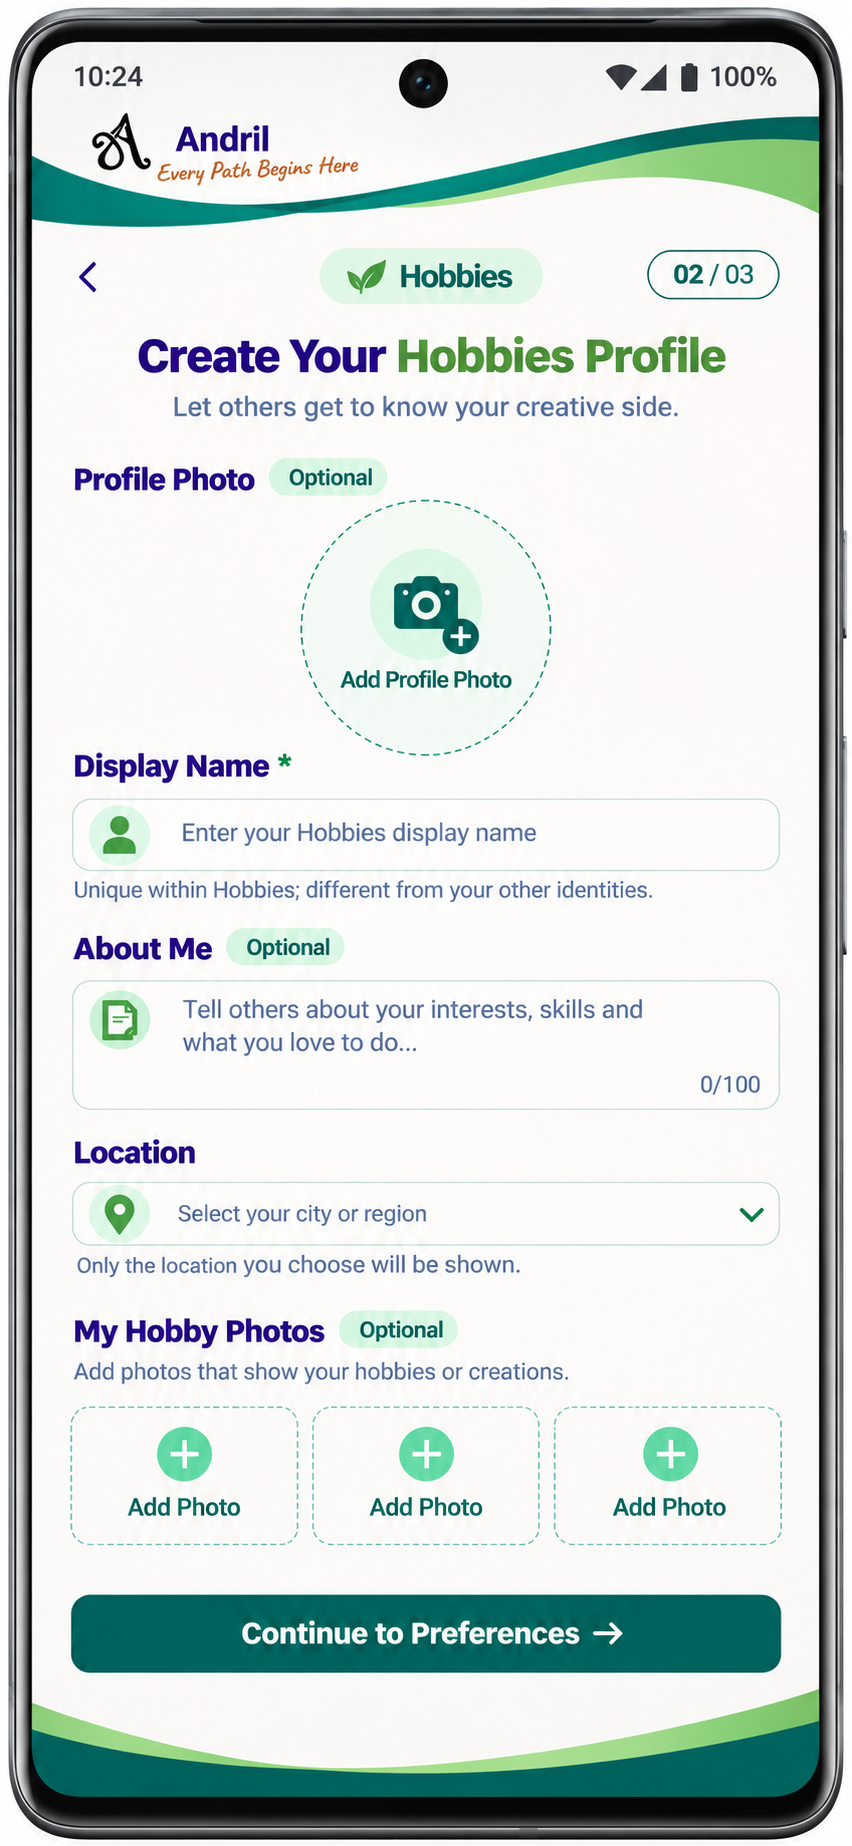 10:24
100%
Andril
Every Path Begins Here
Hobbies
02 / 03
Create Your Hobbies Profile
Let others get to know your creative side.
Profile Photo
Optional
Add Profile Photo
Display Name *
Enter your Hobbies display name
Unique within Hobbies; different from your other identities.
About Me
Optional
Tell others about your interests, skills and
what you love to do...
0/100
Location
Select your city or region
Only the location you choose will be shown.
My Hobby Photos
Optional
Add photos that show your hobbies or creations.
Add Photo
Add Photo
Add Photo
Continue to Preferences →